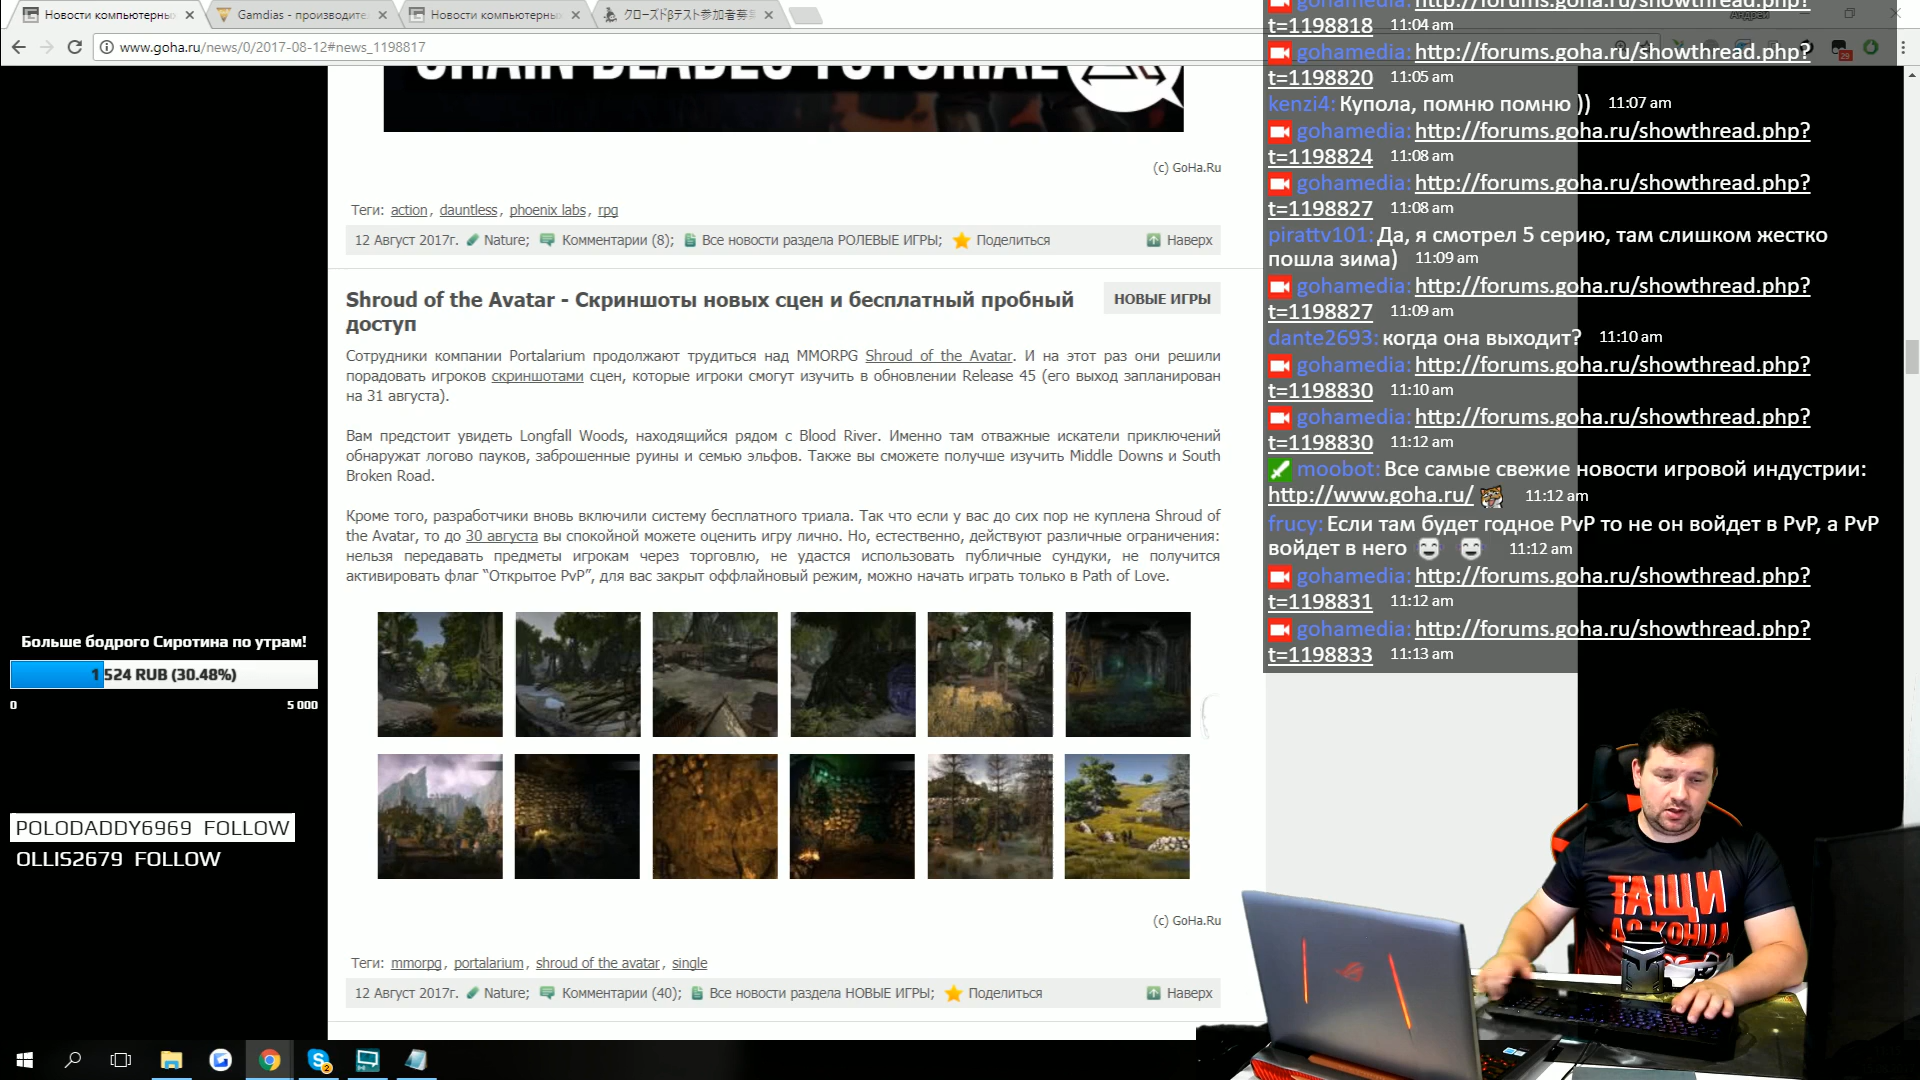 Новости компьютерны
Gamdias - производите
Новости компьютерны
クローズドβテスト参加者募
Андрей
www.goha.ru/news/0/2017-08-12#news_1198817
29
CHAIN BLADES TUTORIAL
(c) GoHa.Ru
Теги: action, dauntless, phoenix labs, rpg
12 Август 2017г. Nature; Комментарии (8); Все новости раздела РОЛЕВЫЕ ИГРЫ; Поделиться Наверх
Shroud of the Avatar - Скриншоты новых сцен и бесплатный пробный
доступ
НОВЫЕ ИГРЫ
Сотрудники компании Portalarium продолжают трудиться над MMORPG Shroud of the Avatar. И на этот раз они решили
порадовать игроков скриншотами сцен, которые игроки смогут изучить в обновлении Release 45 (его выход запланирован
на 31 августа).
Вам предстоит увидеть Longfall Woods, находящийся рядом с Blood River. Именно там отважные искатели приключений
обнаружат логово пауков, заброшенные руины и семью эльфов. Также вы сможете получше изучить Middle Downs и South
Broken Road.
Кроме того, разработчики вновь включили систему бесплатного триала. Так что если у вас до сих пор не куплена Shroud of
the Avatar, то до 30 августа вы спокойной можете оценить игру лично. Но, естественно, действуют различные ограничения:
нельзя передавать предметы игрокам через торговлю, не удастся использовать публичные сундуки, не получится
активировать флаг “Открытое PvP”, для вас закрыт оффлайновый режим, можно начать играть только в Path of Love.
(c) GoHa.Ru
Теги: mmorpg, portalarium, shroud of the avatar, single
12 Август 2017г. Nature; Комментарии (40); Все новости раздела НОВЫЕ ИГРЫ; Поделиться Наверх
Больше бодрого Сиротина по утрам!
1 524 RUB (30.48%)
0 5 000
POLODADDY6969 FOLLOW
OLLIS2679 FOLLOW
gohamedia: http://forums.goha.ru/showthread.php?
t=1198818 11:04 am
gohamedia: http://forums.goha.ru/showthread.php?
t=1198820 11:05 am
kenzi4: Купола, помню помню )) 11:07 am
gohamedia: http://forums.goha.ru/showthread.php?
t=1198824 11:08 am
gohamedia: http://forums.goha.ru/showthread.php?
t=1198827 11:08 am
pirattv101: Да, я смотрел 5 серию, там слишком жестко
пошла зима) 11:09 am
gohamedia: http://forums.goha.ru/showthread.php?
t=1198827 11:09 am
dante2693: когда она выходит? 11:10 am
gohamedia: http://forums.goha.ru/showthread.php?
t=1198830 11:10 am
gohamedia: http://forums.goha.ru/showthread.php?
t=1198830 11:12 am
moobot: Все самые свежие новости игровой индустрии:
http://www.goha.ru/ 11:12 am
frucy: Если там будет годное PvP то не он войдет в PvP, а PvP
войдет в него 11:12 am
gohamedia: http://forums.goha.ru/showthread.php?
t=1198831 11:12 am
gohamedia: http://forums.goha.ru/showthread.php?
t=1198833 11:13 am
ТАЩИ
ДО КОНЦА
2